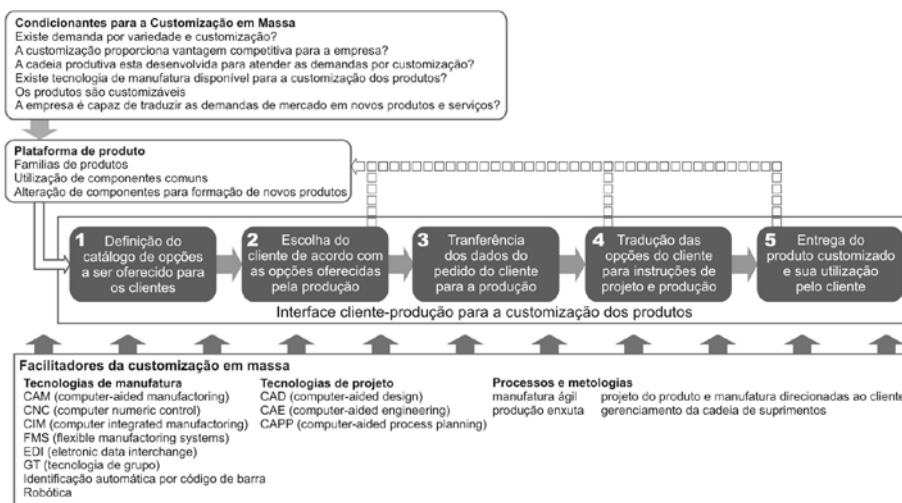 Condicionantes para a Customização em Massa
Existe demanda por variedade e customização?
A customização proporciona vantagem competitiva para a empresa?
A cadeia produtiva esta desenvolvida para atender as demandas por customização?
Existe tecnologia de manufatura disponível para a customização dos produtos?
Os produtos são customizáveis
A empresa é capaz de traduzir as demandas de mercado em novos produtos e serviços?
Plataforma de produto
Familias de produtos
Utilização de componentes comuns
Alteração de componentes para formação de novos produtos
1 Definição do
catálogo de opções
a ser oferecido para
os clientes
2 Escolha do
cliente de acordo com
as opções oferecidas
pela produção
3 Tranferência
dos dados do
pedido do cliente
para a produção
4 Tradução das
opções do cliente
para instruções de
projeto e produção
5 Entrega do
produto customizado
e sua utilização
pelo cliente
Interface cliente-produção para a customização dos produtos
Facilitadores da customização em massa
Tecnologias de manufatura
CAM (computer-aided manufactoring)
CNC (computer numeric control)
CIM (computer integrated manufactoring)
FMS (flexible manufactoring systems)
EDI (eletronic data interchange)
GT (tecnologia de grupo)
Identificação automática por código de barra
Robótica
Tecnologias de projeto
CAD (computer-aided design)
CAE (computer-aided engineering)
CAPP (computer-aided process planning)
Processos e metologias
manufatura ágil
produção enxuta
projeto do produto e manufatura direcionadas ao cliente
gerenciamento da cadeia de suprimentos